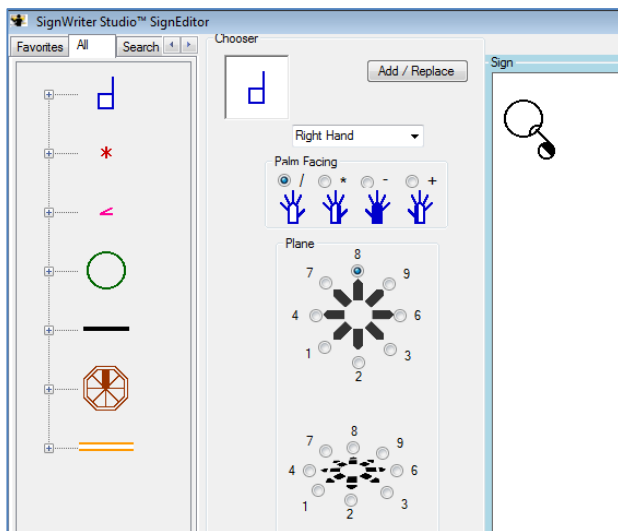 SignWriter Studio™ SignEditor
Favorites All Search
Chooser
Add / Replace
Sign
Right Hand
Palm Facing
/ * - +
Plane
8
7 9
4 6
1 3
2
8
7 9
4 6
1 3
2